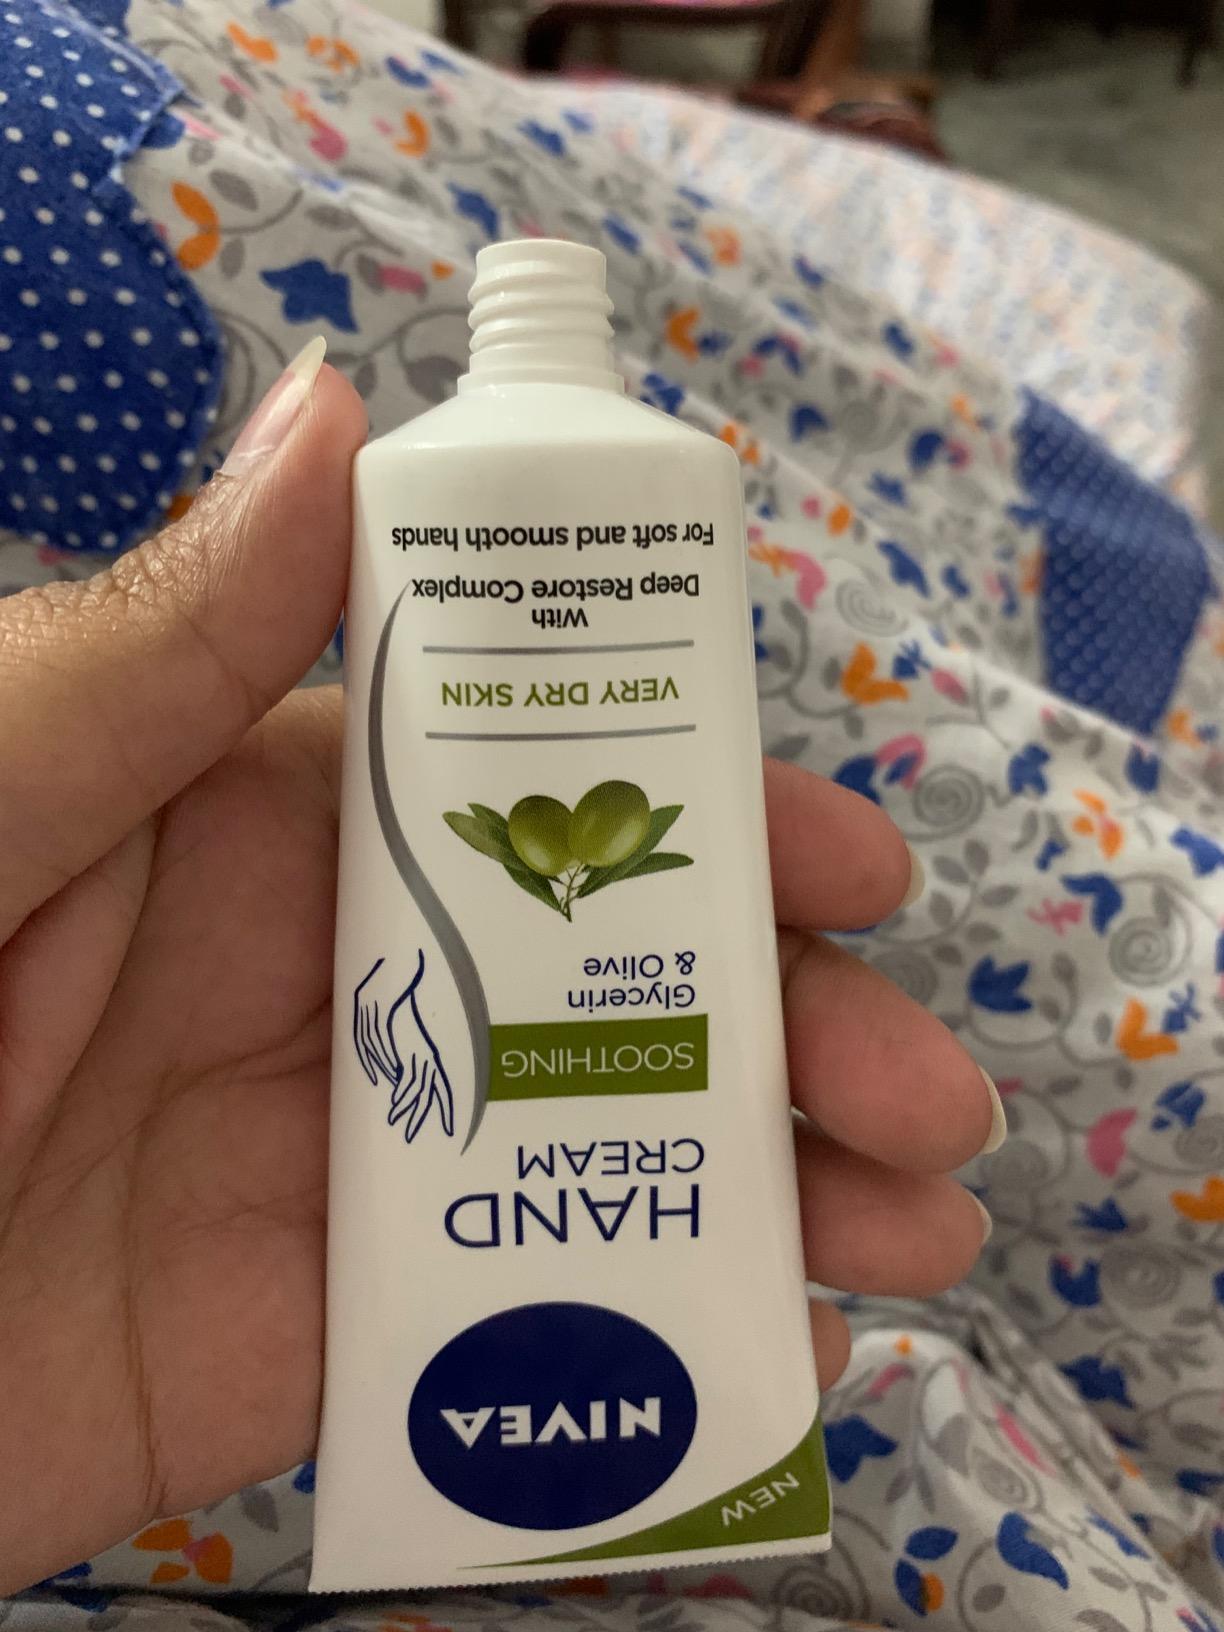 NEW
NIVEA
HAND
CREAM
SOOTHING
Glycerin
& Olive
VERY DRY SKIN
With
Deep Restore Complex
For soft and smooth hands